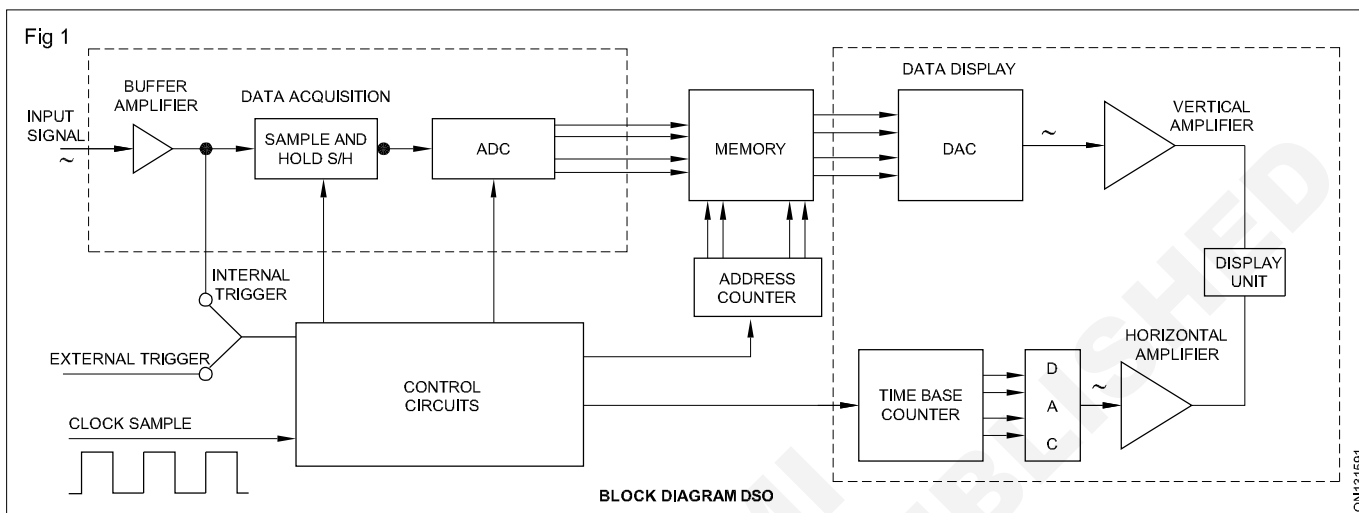 Fig 1
BUFFER
AMPLIFIER
DATA ACQUISITION
INPUT
SIGNAL
~
SAMPLE AND
HOLD S/H
ADC
MEMORY
DATA DISPLAY
DAC
~
VERTICAL
AMPLIFIER
DISPLAY
UNIT
ADDRESS
COUNTER
INTERNAL
TRIGGER
EXTERNAL TRIGGER
CLOCK SAMPLE
CONTROL
CIRCUITS
TIME BASE
COUNTER
D
A
C
~
HORIZONTAL
AMPLIFIER
BLOCK DIAGRAM DSO
ON131591